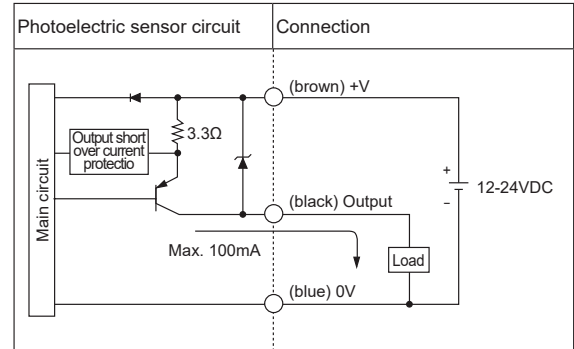 Photoelectric sensor circuit
Connection
(brown) +V
3.3Ω
Output short
over current
protectio
Main circuit
+
12-24VDC
−
(black) Output
Max. 100mA
Load
(blue) 0V